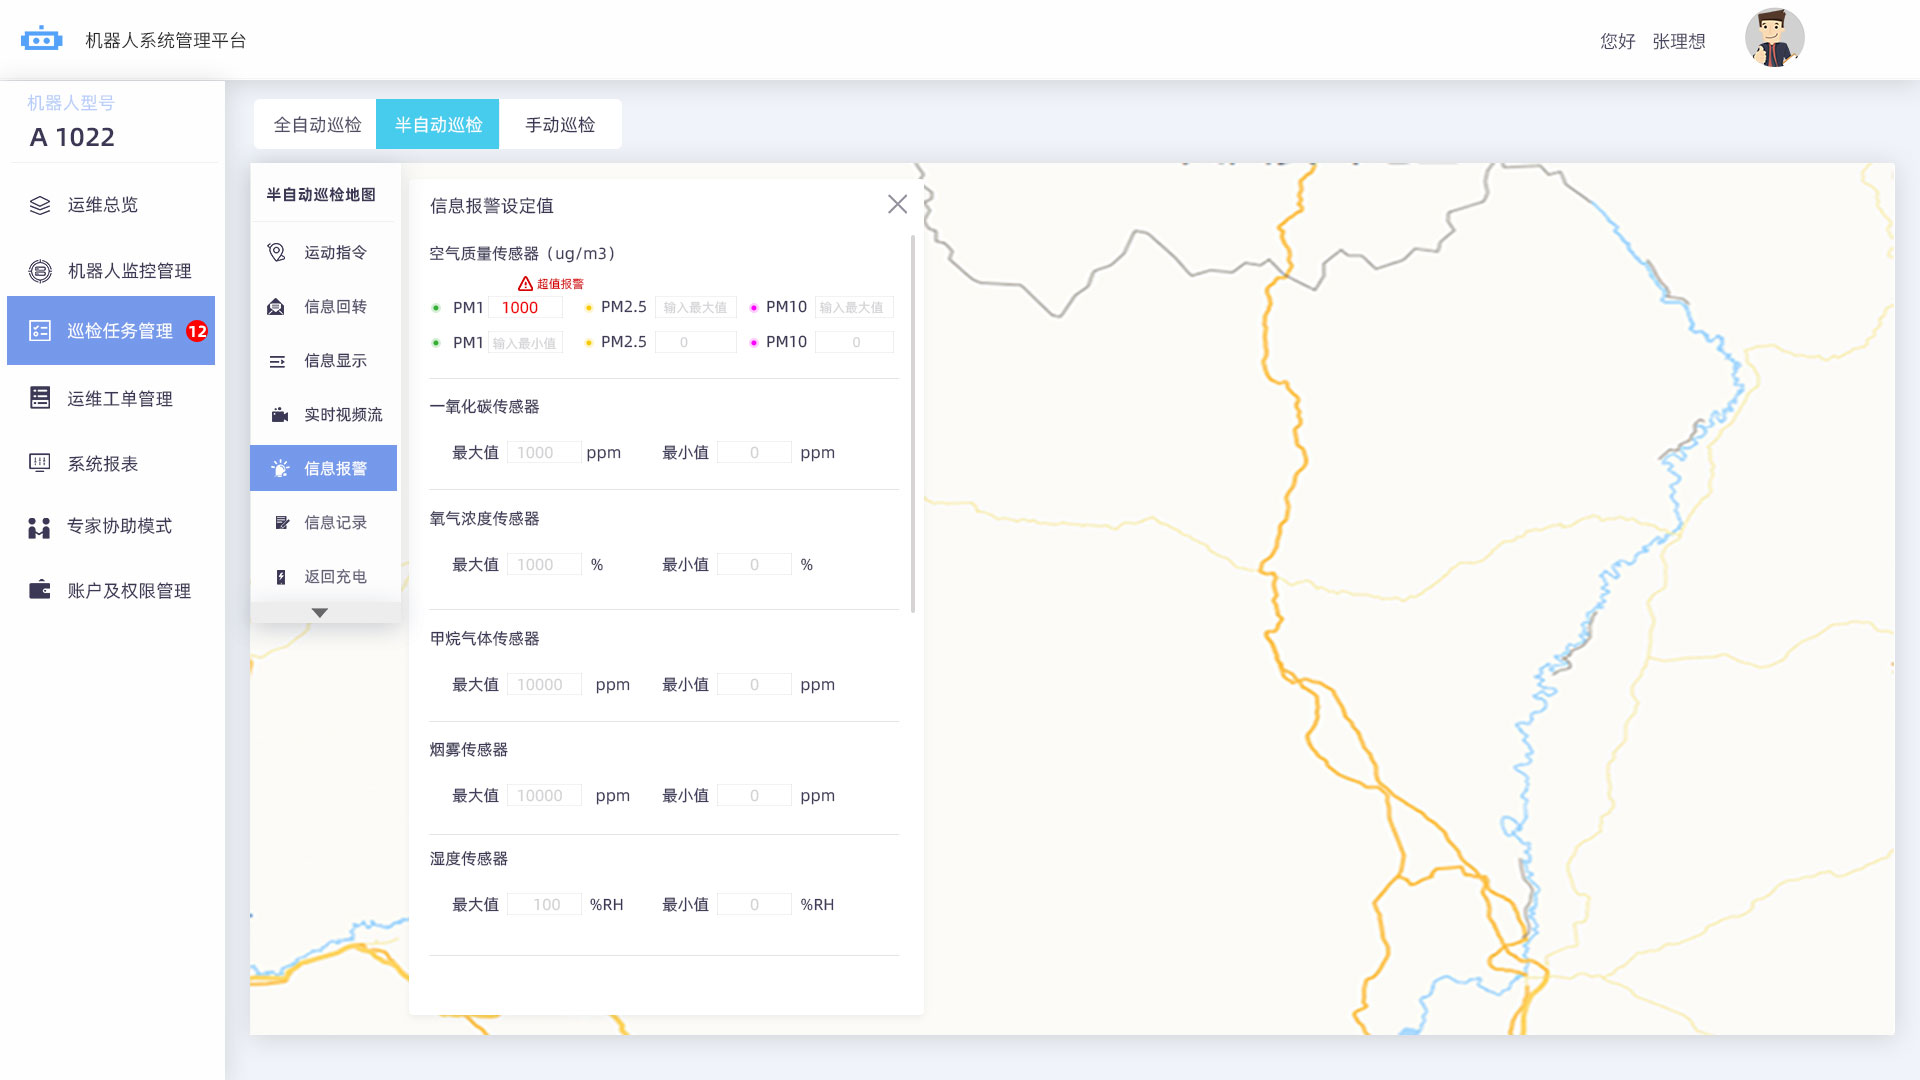 机器人系统管理平台
您好 张理想
机器人型号
A 1022
运维总览
机器人监控管理
巡检任务管理 12
运维工单管理
系统报表
专家协助模式
账户及权限管理
全自动巡检 半自动巡检 手动巡检
半自动巡检地图
运动指令
信息回转
信息显示
实时视频流
信息报警
信息记录
返回充电
信息报警设定值
空气质量传感器（ug/m3）
超值报警
PM1 1000 PM2.5 输入最大值 PM10 输入最大值
PM1 输入最小值 PM2.5 0 PM10 0
一氧化碳传感器
最大值 1000 ppm 最小值 0 ppm
氧气浓度传感器
最大值 1000 % 最小值 0 %
甲烷气体传感器
最大值 10000 ppm 最小值 0 ppm
烟雾传感器
最大值 10000 ppm 最小值 0 ppm
湿度传感器
最大值 100 %RH 最小值 0 %RH